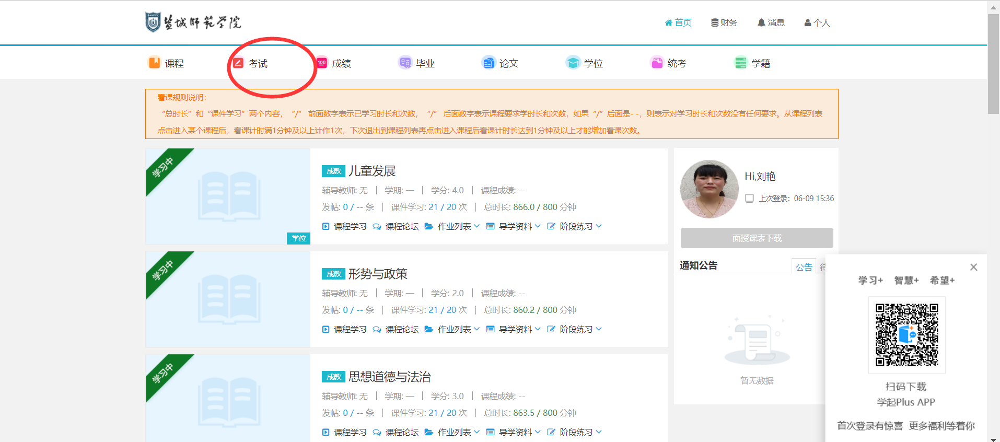 盐城师范学院
首页 财务 消息 个人
课程 考试 100 成绩 毕业 论文 学位 统考 学籍
看课规则说明：
“总时长”和“课件学习”两个内容，“/” 前面数字表示已学习时长和次数，“/” 后面数字表示课程要求学时长和次数，如果“/”后面是- -，则表示对学习时长和次数没有任何要求。从课程列表
点击进入某个课程后，看课计时满1分钟及以上计作1次，下次退出到课程列表再点击进入课程后看课计时长达到1分钟及以上才能增加看课次数。
学习中
学位
成教 儿童发展
辅导教师: 无 | 学期: — | 学分: 4.0 | 课程成绩: --
发帖: 0 / -- 条 | 课件学习: 21 / 20 次 | 总时长: 866.0 / 800 分钟
课程学习 课程论坛 作业列表 导学资料 阶段练习
学习中
成教 形势与政策
辅导教师: 无 | 学期: — | 学分: 2.0 | 课程成绩: --
发帖: 0 / -- 条 | 课件学习: 21 / 20 次 | 总时长: 860.2 / 800 分钟
课程学习 课程论坛 作业列表 导学资料 阶段练习
学习中
成教 思想道德与法治
辅导教师: 无 | 学期: — | 学分: 3.0 | 课程成绩: --
发帖: 0 / -- 条 | 课件学习: 21 / 20 次 | 总时长: 863.5 / 800 分钟
课程学习 课程论坛 作业列表 导学资料 阶段练习
Hi,刘艳
上次登录：06-09 15:36
面授课表下载
通知公告 公告 待
暂无数据
学习+ 智慧+ 希望+
扫码下载
学起Plus APP
首次登录有惊喜 更多福利等着你